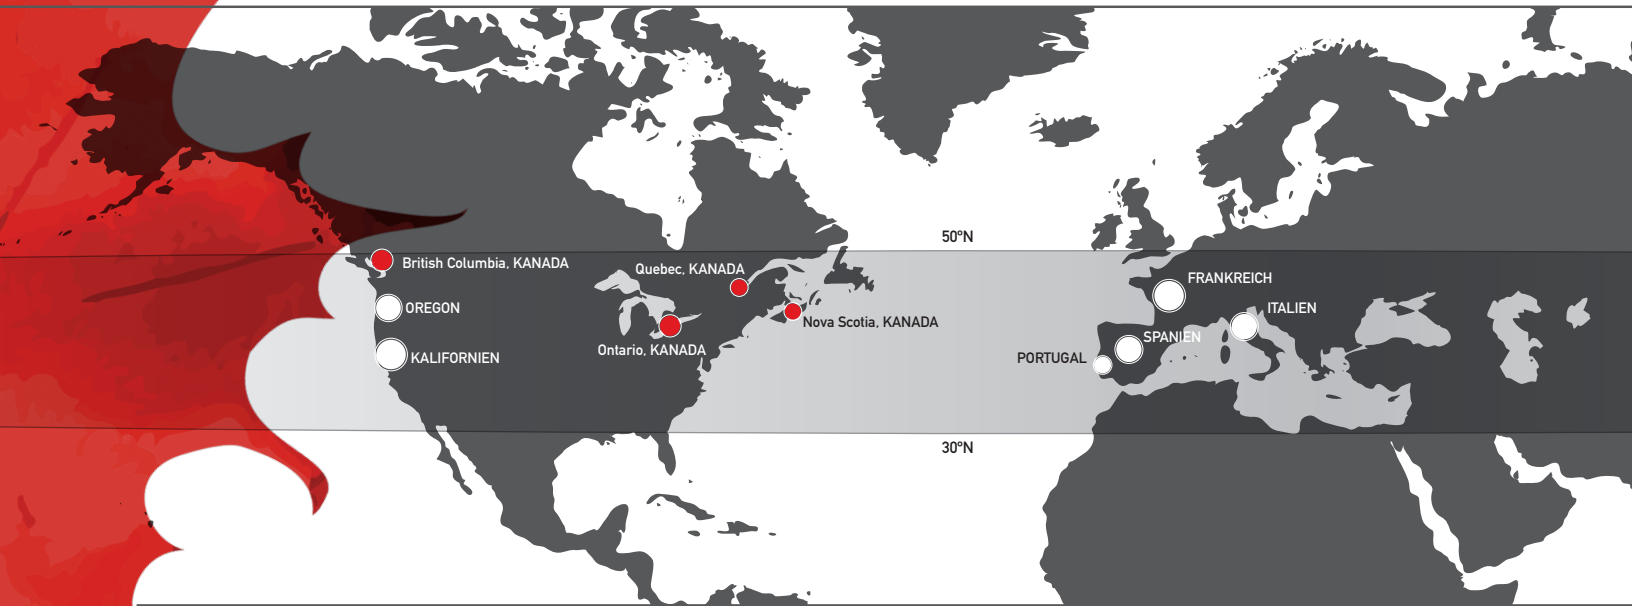 50°N
British Columbia, KANADA
Quebec, KANADA
FRANKREICH
OREGON
ITALIEN
Nova Scotia, KANADA
SPANIEN
Ontario, KANADA
KALIFORNIEN
PORTUGAL
30°N